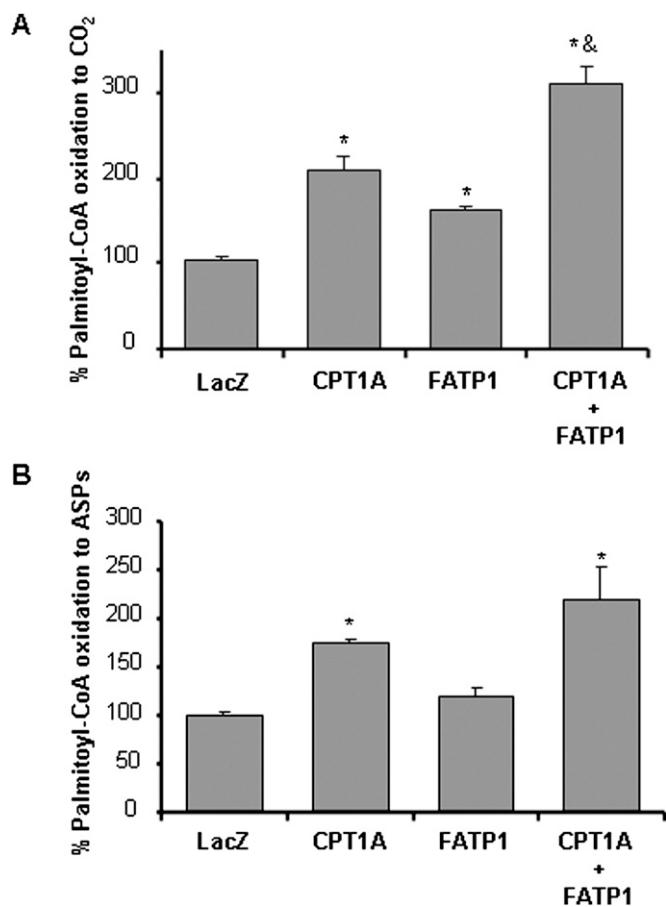 A
% Palmitoyl-CoA oxidation to CO₂
300
200
100
0
* *
*&
LacZ CPT1A FATP1 CPT1A
+
FATP1
B
% Palmitoyl-CoA oxidation to ASPs
300
250
200
150
100
50
0
*
*
LacZ CPT1A FATP1 CPT1A
+
FATP1